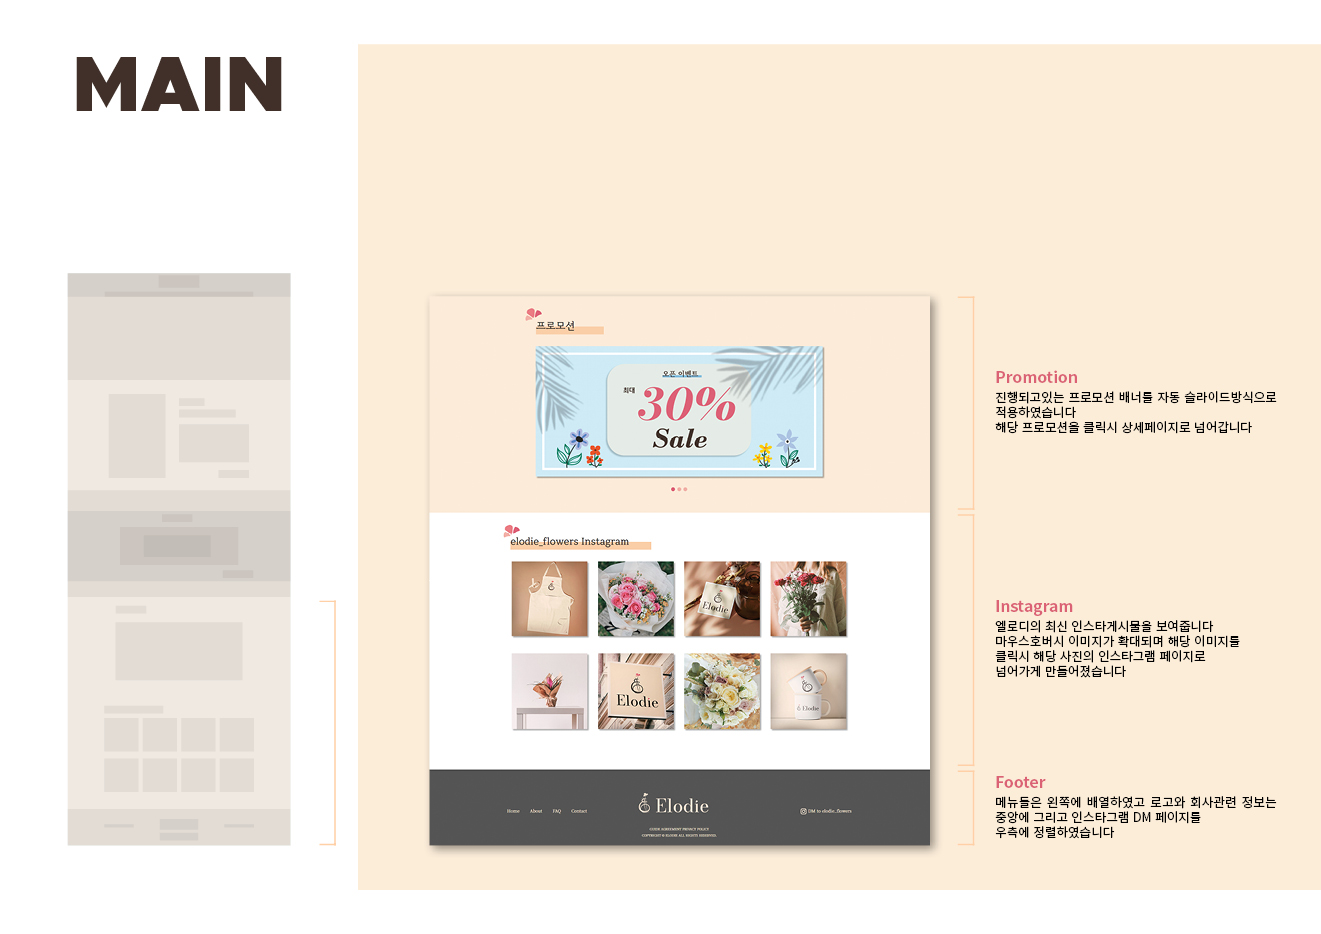 MAIN
프로모션
오픈 이벤트
최대
30%
Sale
elodie_flowers Instagram
Elodie
Elodie
Elodie
Home About FAQ Contact
Elodie
DM to elodie_flowers
GUIDE AGREEMENT PRIVACY POLICY
COPYRIGHT © ELODIE ALL RIGHTS RESERVED.
Promotion
진행되고있는 프로모션 배너를 자동 슬라이드방식으로
적용하였습니다
해당 프로모션을 클릭시 상세페이지로 넘어갑니다
Instagram
엘로디의 최신 인스타게시물을 보여줍니다
마우스호버시 이미지가 확대되며 해당 이미지를
클릭시 해당 사진의 인스타그램 페이지로
넘어가게 만들어졌습니다
Footer
메뉴들은 왼쪽에 배열하였고 로고와 회사관련 정보는
중앙에 그리고 인스타그램 DM 페이지를
우측에 정렬하였습니다